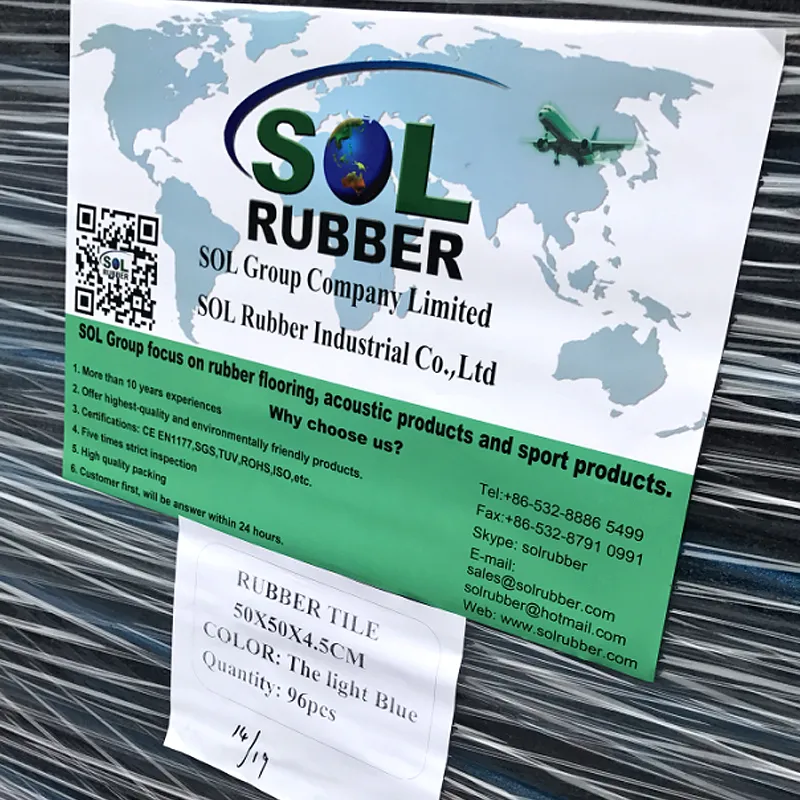 SOL
RUBBER
SOL RUBBER
SOL Group Company Limited
SOL Rubber Industrial Co.,Ltd
SOL Group focus on rubber flooring, acoustic products and sport products.
Why choose us?
1. More than 10 years experiences
2. Offer highest-quality and environmentally friendly products.
3. Certifications: CE EN1177,SGS,TUV,ROHS,ISO,etc.
4. Five times strict inspection
5. High quality packing
6. Customer first, will be answer within 24 hours.
Tel:+86-532-8886 5499
Fax:+86-532-8791 0991
Skype: solrubber
E-mail:
sales@solrubber.com
solrubber@hotmail.com
Web: www.solrubber.com
RUBBER TILE
50X50X4.5CM
COLOR: The light Blue
Quantity: 96pcs
14/19